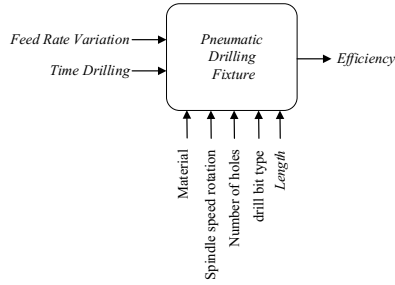 Feed Rate Variation
Time Drilling
Pneumatic
Drilling
Fixture
Efficiency
Material
Spindle speed rotation
Number of holes
drill bit type
Length